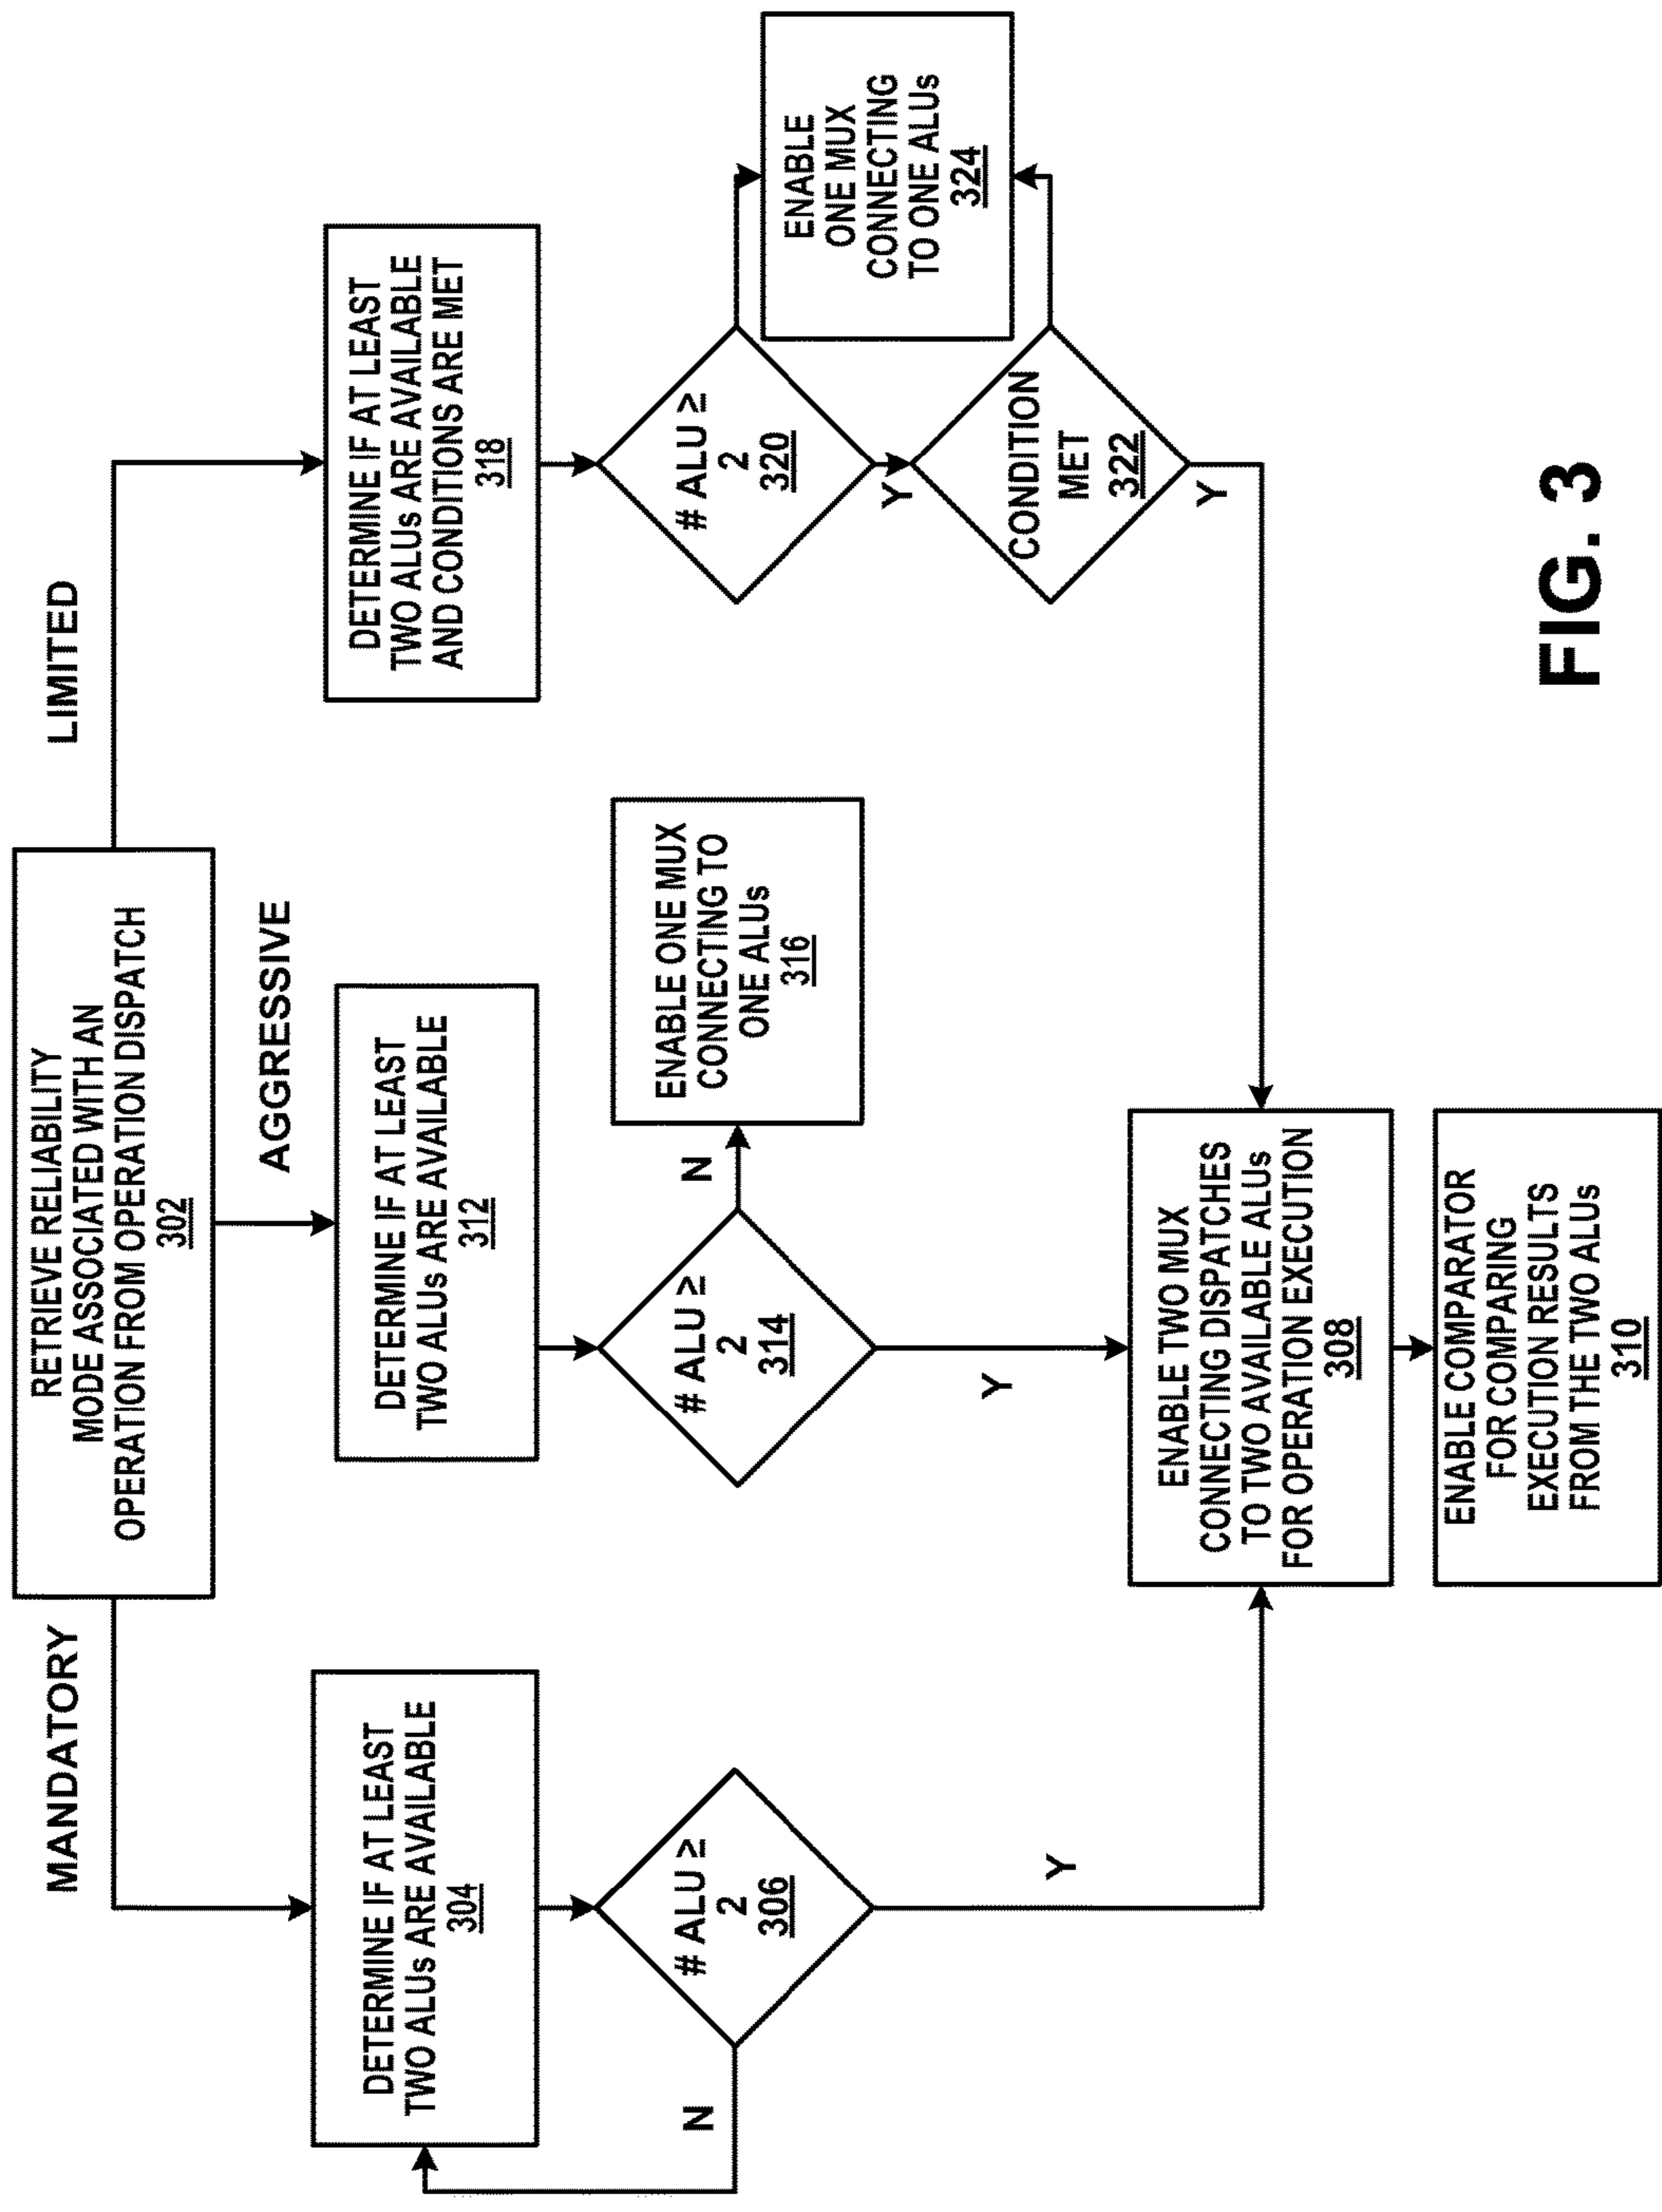 RETRIEVE RELIABILITY
MODE ASSOCIATED WITH AN
OPERATION FROM OPERATION DISPATCH
302
MANDATORY
AGGRESSIVE
LIMITED
DETERMINE IF AT LEAST
TWO ALUs ARE AVAILABLE
304
# ALU ≥
2
306
N
Y
DETERMINE IF AT LEAST
TWO ALUs ARE AVAILABLE
312
# ALU ≥
2
314
N
Y
ENABLE ONE MUX
CONNECTING TO
ONE ALUs
316
DETERMINE IF AT LEAST
TWO ALUs ARE AVAILABLE
AND CONDITIONS ARE MET
318
# ALU ≥
2
320
Y
CONDITION
MET
322
Y
ENABLE
ONE MUX
CONNECTING
TO ONE ALUs
324
ENABLE TWO MUX
CONNECTING DISPATCHES
TO TWO AVAILABLE ALUs
FOR OPERATION EXECUTION
308
ENABLE COMPARATOR
FOR COMPARING
EXECUTION RESULTS
FROM THE TWO ALUs
310
FIG. 3